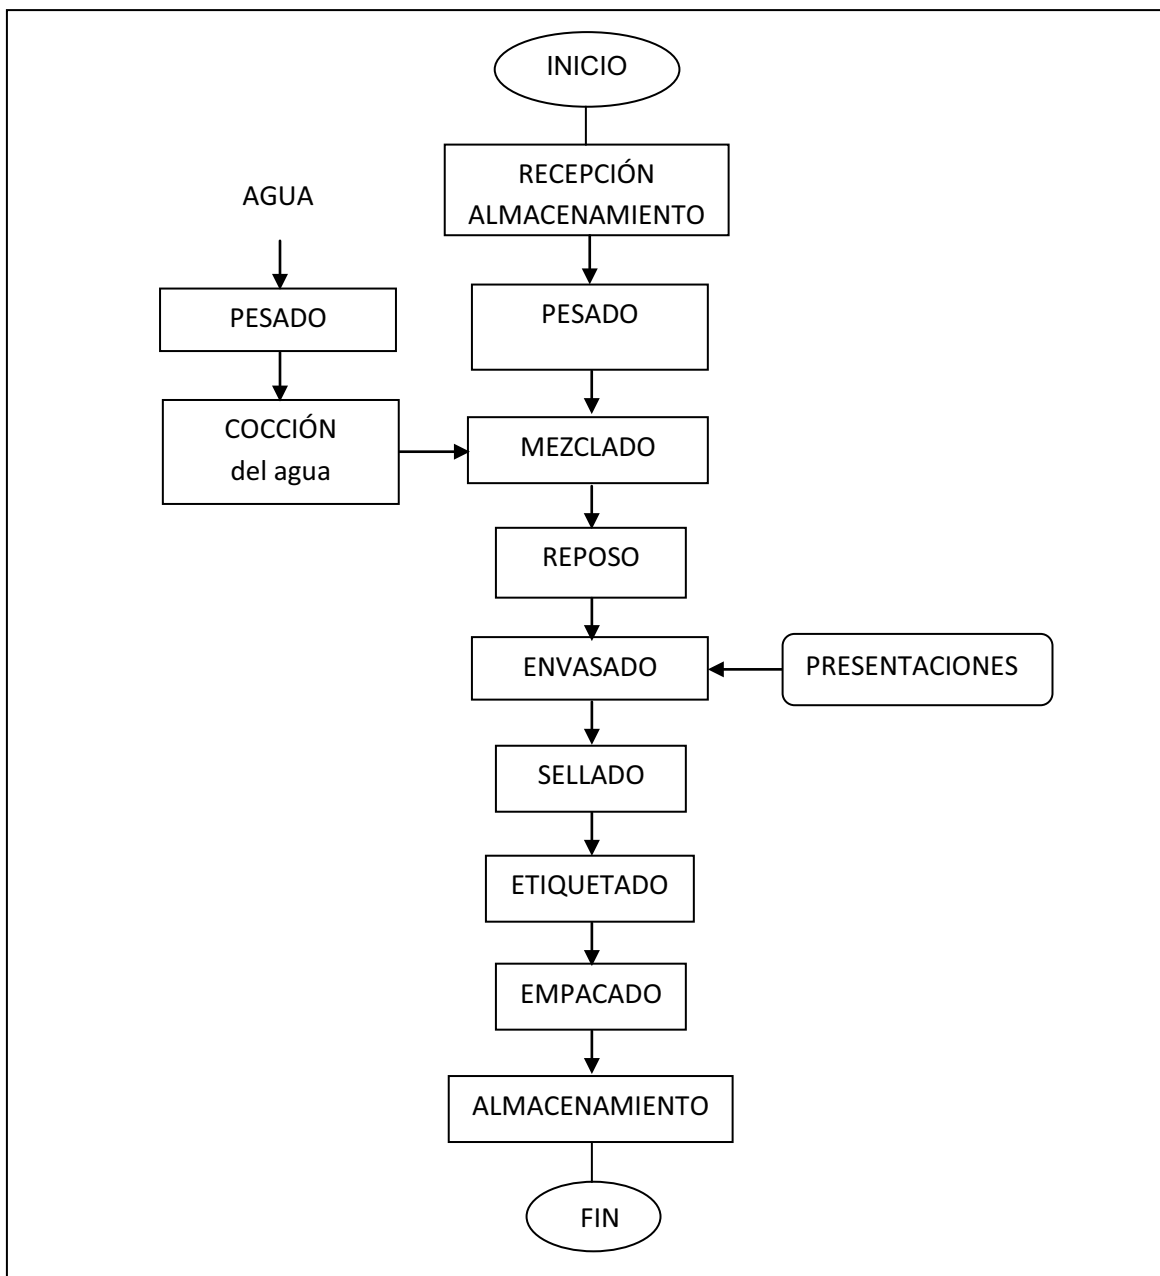 INICIO
RECEPCIÓN
ALMACENAMIENTO
AGUA
PESADO
PESADO
COCCIÓN
del agua
MEZCLADO
REPOSO
ENVASADO
PRESENTACIONES
SELLADO
ETIQUETADO
EMPACADO
ALMACENAMIENTO
FIN